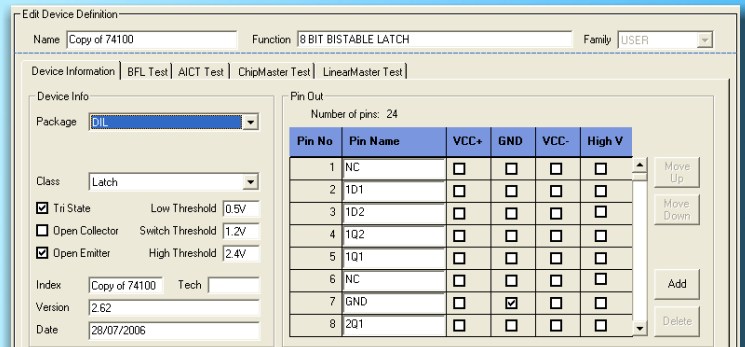 Edit Device Definition
Name Copy of 74100 Function 8 BIT BISTABLE LATCH Family USER
Device Information BFL Test AICT Test ChipMaster Test LinearMaster Test
Device Info
Package DIL
Class Latch
Tri State Low Threshold 0.5V
Open Collector Switch Threshold 1.2V
Open Emitter High Threshold 2.4V
Index Copy of 74100 Tech
Version 2.62
Date 28/07/2006
Pin Out
Number of pins: 24
Pin No Pin Name VCC+ GND VCC- High V
1 NC
2 1D1
3 1D2
4 1Q2
5 1Q1
6 NC
7 GND
8 2Q1
Move
Up
Move
Down
Add
Delete